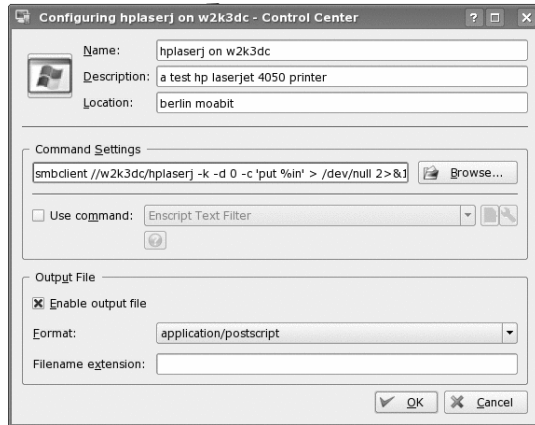 Configuring hplaserj on w2k3dc - Control Center
Name: hplaserj on w2k3dc
Description: a test hp laserjet 4050 printer
Location: berlin moabit
Command Settings
smbclient //w2k3dc/hplaserj -k -d 0 -c 'put %in' > /dev/null 2>&1 Browse...
Use command: Enscript Text Filter
Output File
Enable output file
Format: application/postscript
Filename extension:
OK Cancel